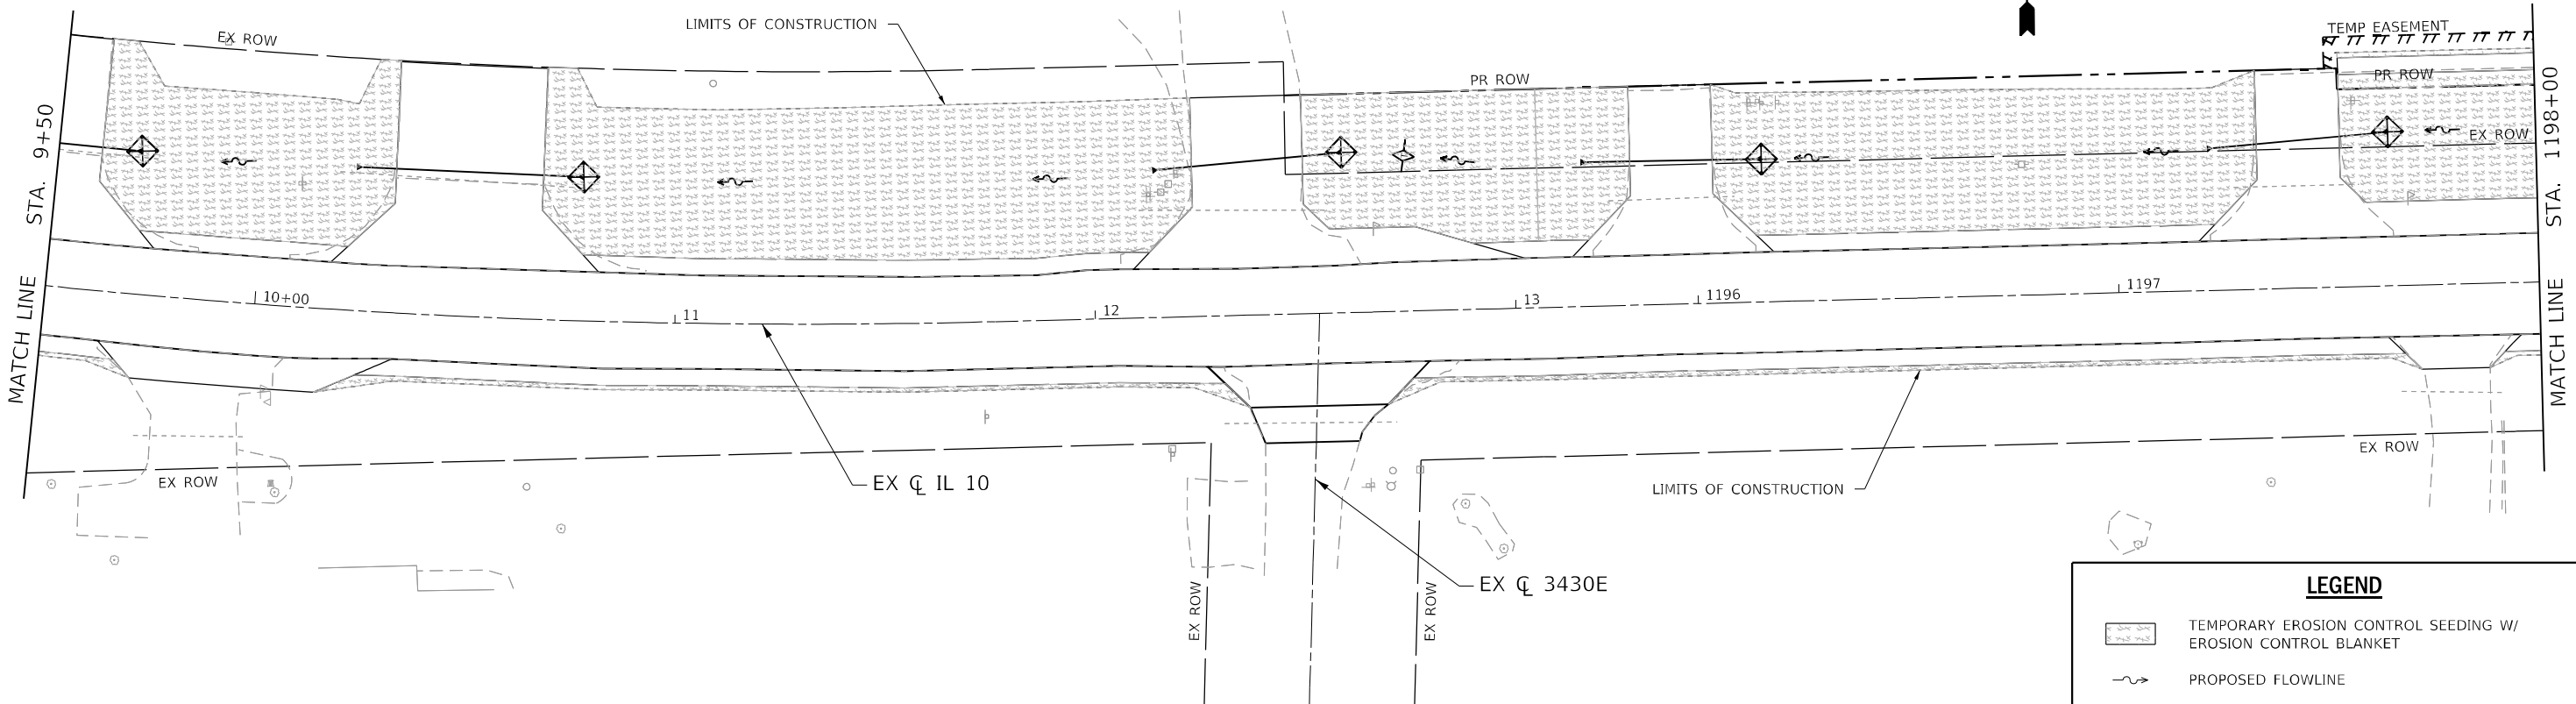 LIMITS OF CONSTRUCTION
EX ROW
TEMP EASEMENT
PR ROW
PR ROW
EX ROW
MATCH LINE STA. 9+50
MATCH LINE STA. 1198+00
10+00
11
12
13
1196
1197
EX ROW
EX ℄ IL 10
LIMITS OF CONSTRUCTION
EX ROW
EX ℄ 3430E
EX ROW
EX ROW
LEGEND
TEMPORARY EROSION CONTROL SEEDING W/
EROSION CONTROL BLANKET
PROPOSED FLOWLINE